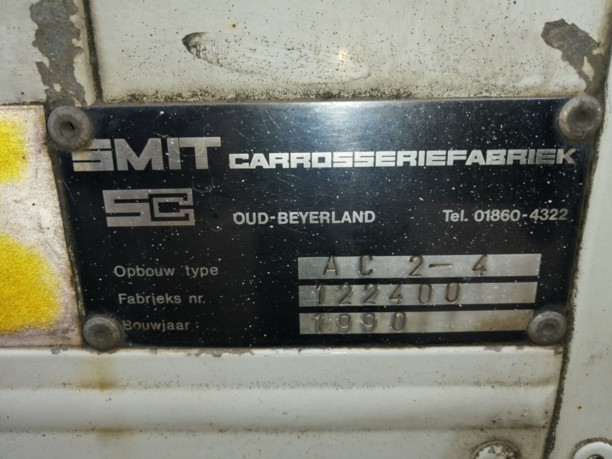 SMIT CARROSSERIEFABRIEK
SC OUD-BEYERLAND Tel. 01860-4322
Opbouw type AC 2-4
Fabrieks nr. 122400
Bouwjaar : 1990